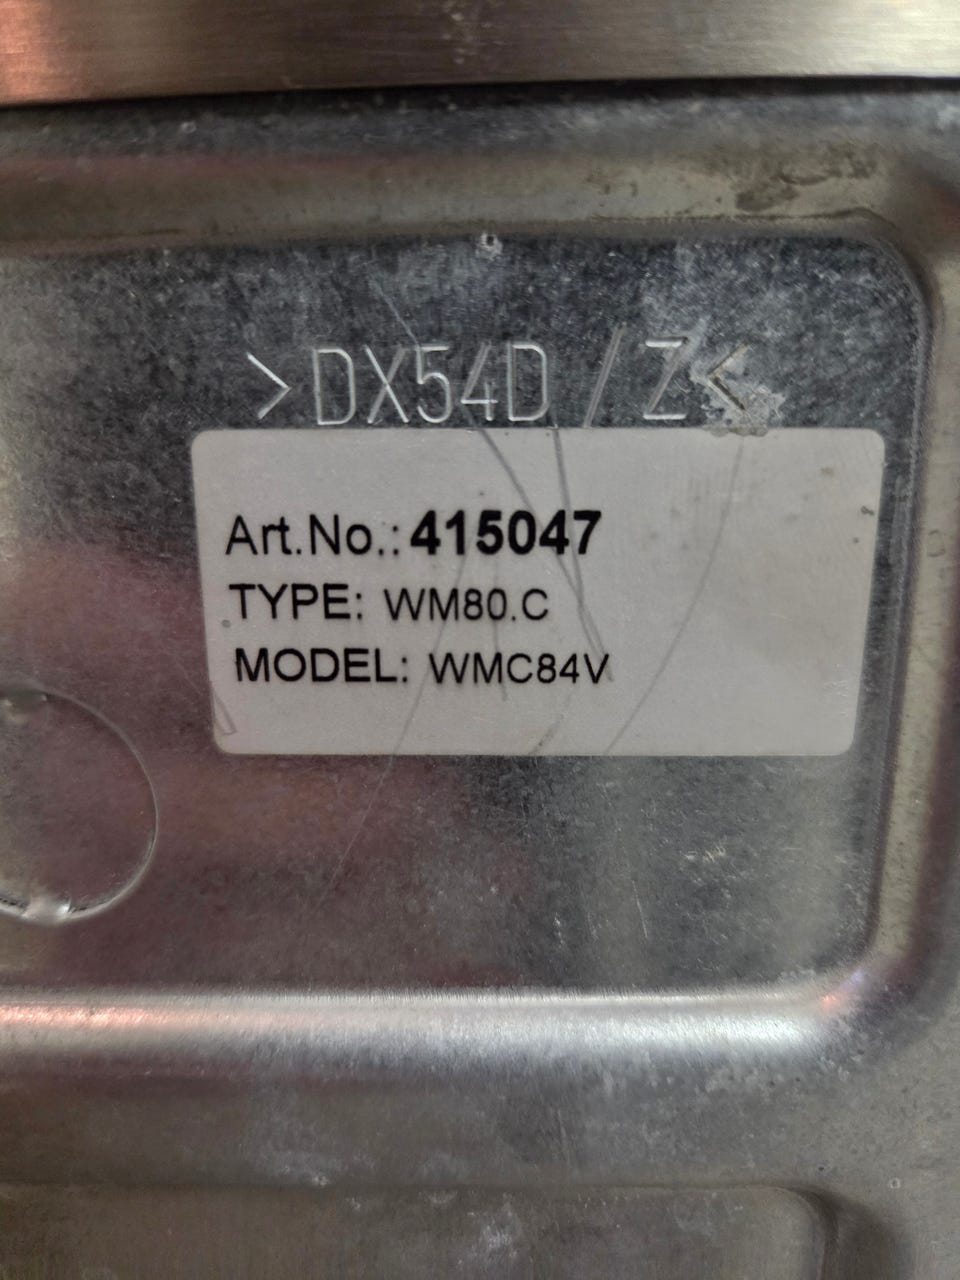 >DX54D / Z<
Art.No.: 415047
TYPE: WM80.C
MODEL: WMC84V